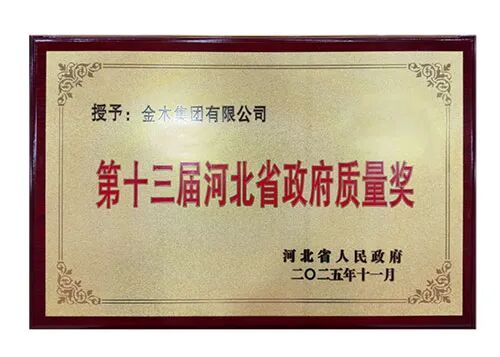 授予：金木集团有限公司
第十三届河北省政府质量奖
河北省人民政府
二〇二五年十一月